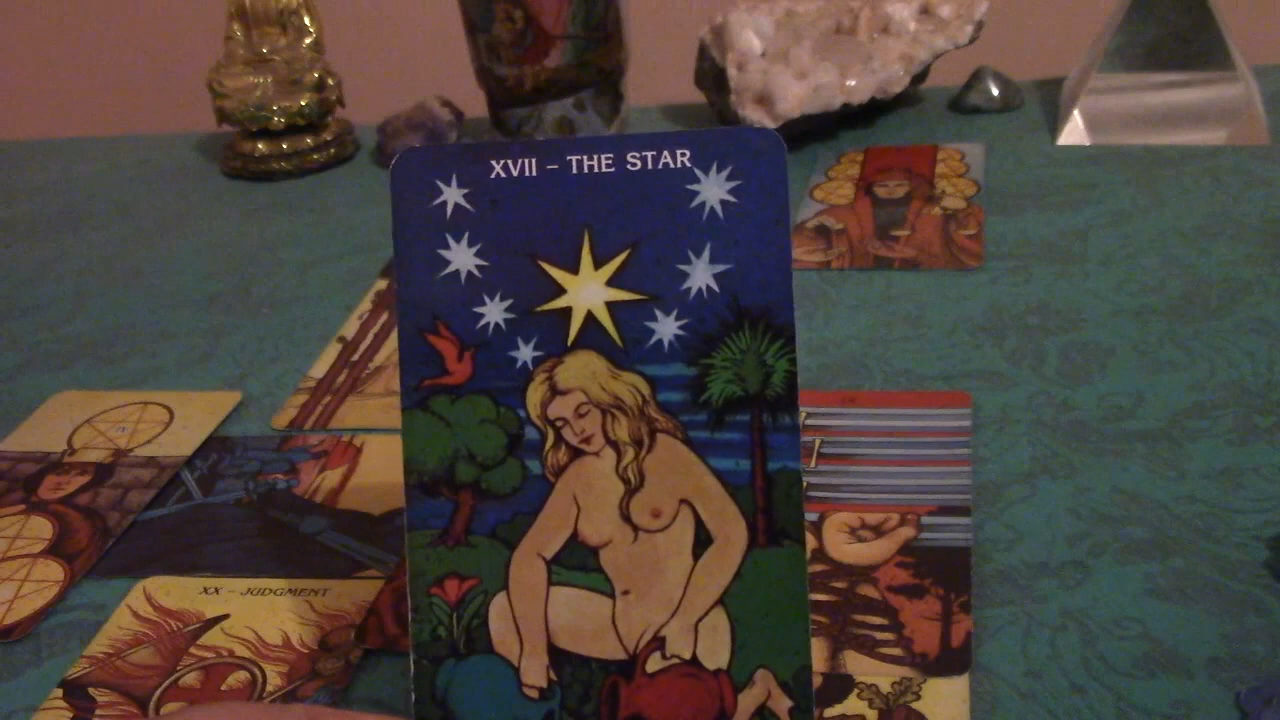 XVII – THE STAR
XX – JUDGMENT